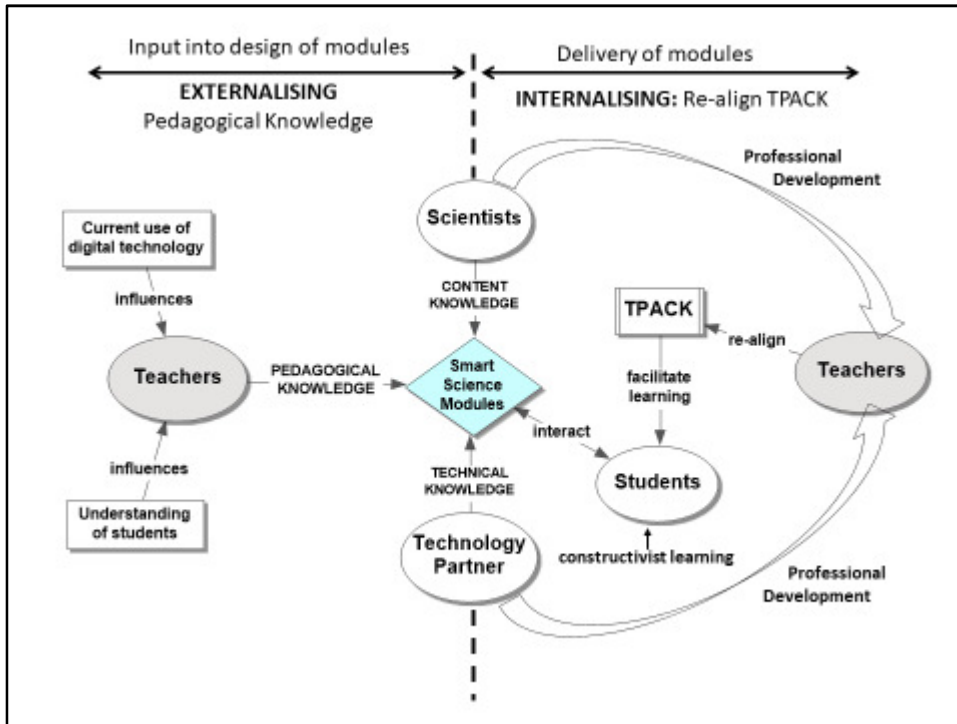 Input into design of modules
EXTERNALISING
Pedagogical Knowledge
Delivery of modules
INTERNALISING: Re-align TPACK
Professional
Development
Scientists
Current use of
digital technology
influences
CONTENT
KNOWLEDGE
TPACK
re-align
Teachers
PEDAGOGICAL
KNOWLEDGE
Smart
Science
Modules
facilitate
learning
Teachers
interact
influences
TECHNICAL
KNOWLEDGE
Students
Understanding
of students
Technology
Partner
constructivist learning
Professional
Development